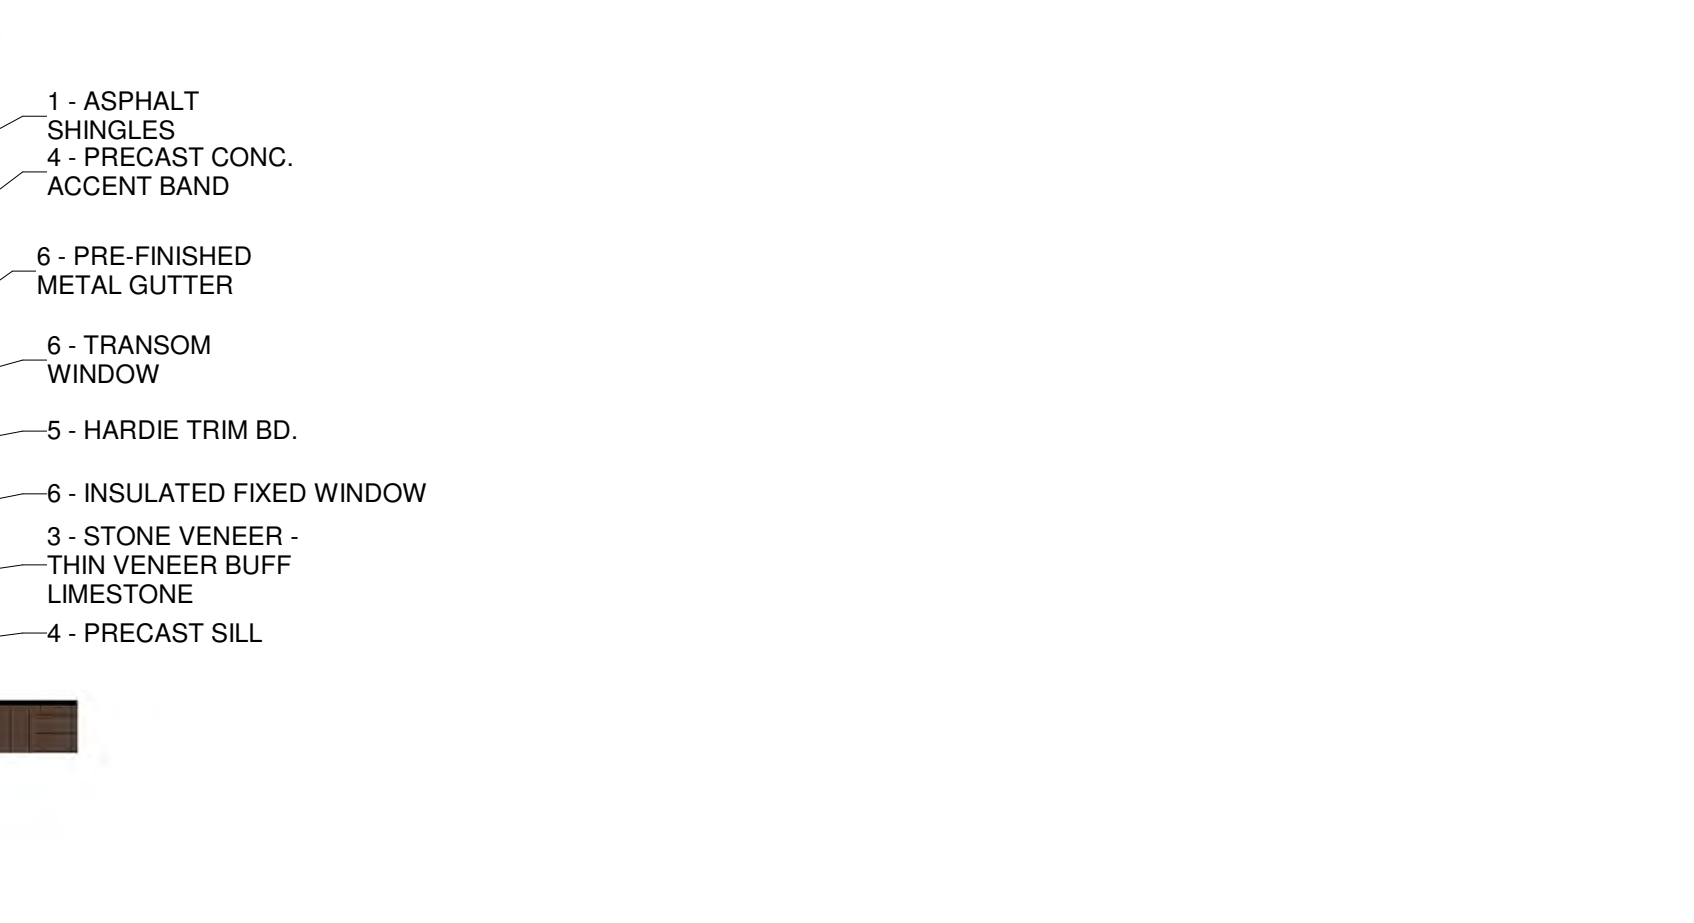 1 - ASPHALT
SHINGLES
4 - PRECAST CONC.
ACCENT BAND
6 - PRE-FINISHED
METAL GUTTER
6 - TRANSOM
WINDOW
5 - HARDIE TRIM BD.
6 - INSULATED FIXED WINDOW
3 - STONE VENEER -
THIN VENEER BUFF
LIMESTONE
4 - PRECAST SILL